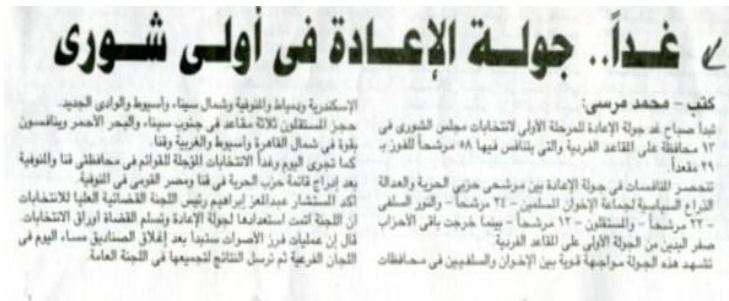 غداً.. جولة الإعادة فى أولى شورى
كتب - محمد مرسى:
تبدأ صباح غد جولة الإعادة للمرحلة الأولى لانتخابات مجلس الشورى فى
١٣ محافظة على المقاعد الفردية والتى يتنافس فيها ٥٨ مرشحاً للفوز بـ
٢٩ مقعداً.
تنحصر المنافسات فى جولة الإعادة بين مرشحى حزبى الحرية والعدالة
الذراع السياسية لجماعة الإخوان المسلمين - ٢٤ مرشحاً - والنور السلفى
- ٢٢ مرشحاً - والمستقلون - ١٢ مرشحاً - بينما خرجت باقى الأحزاب
صفر اليدين من الجولة الأولى على المقاعد الفردية.
تشهد هذه الجولة مواجهة قوية بين الإخوان والسلفيين فى محافظات
الإسكندرية ودمياط والمنوفية وشمال سيناء وأسيوط والوادى الجديد.
حجز المستقلون ثلاثة مقاعد فى جنوب سيناء، والبحر الأحمر وينافسون
بقوة فى شمال القاهرة وأسيوط والغربية وقنا.
كما تجرى اليوم وغداً الانتخابات المؤجلة للقوائم فى محافظتى قنا والمنوفية
بعد إدراج قائمة حزب الحرية فى قنا ومصر القومى فى المنوفية.
أكد المستشار عبدالمعز إبراهيم رئيس اللجنة القضائية العليا للانتخابات
أن اللجنة أتمت استعدادها لجولة الإعادة وتسلم القضاة أوراق الانتخابات.
قال إن عمليات فرز الأصوات ستبدأ بعد إغلاق الصناديق مساء اليوم فى
اللجان الفرعية ثم ترسل النتائج لتجميعها فى اللجنة العامة.